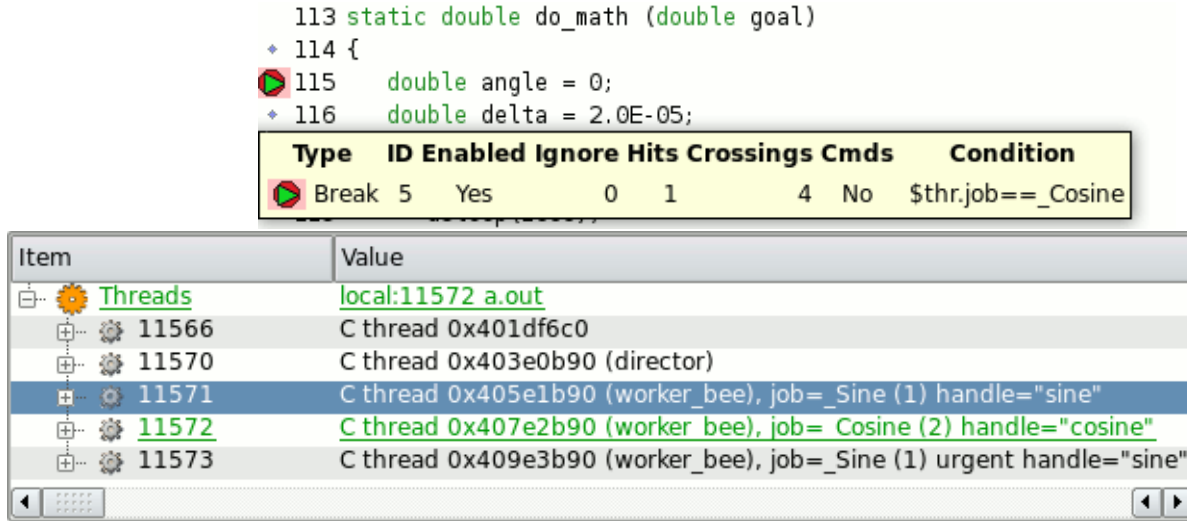 113 static double do_math (double goal)
114 {
115 double angle = 0;
116 double delta = 2.0E-05;
Type ID Enabled Ignore Hits Crossings Cmds Condition
Break 5 Yes 0 1 4 No $thr.job==_Cosine
Item Value
Threads local:11572 a.out
11566 C thread 0x401df6c0
11570 C thread 0x403e0b90 (director)
11571 C thread 0x405e1b90 (worker_bee), job=_Sine (1) handle="sine"
11572 C thread 0x407e2b90 (worker_bee), job=_Cosine (2) handle="cosine"
11573 C thread 0x409e3b90 (worker_bee), job=_Sine (1) urgent handle="sine"